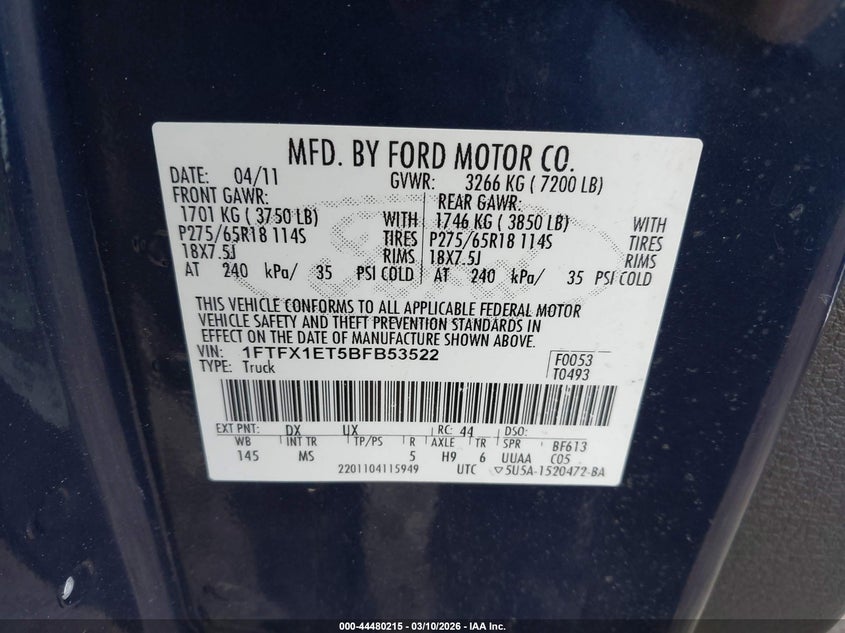 MFD. BY FORD MOTOR CO.
DATE: 04/11 GVWR: 3266 KG ( 7200 LB)
FRONT GAWR: REAR GAWR:
1701 KG ( 3750 LB) WITH 1746 KG ( 3850 LB) WITH
P275/65R18 114S TIRES P275/65R18 114S TIRES
18X7.5J RIMS 18X7.5J RIMS
AT 240 kPa/ 35 PSI COLD AT 240 kPa/ 35 PSI COLD
THIS VEHICLE CONFORMS TO ALL APPLICABLE FEDERAL MOTOR
VEHICLE SAFETY AND THEFT PREVENTION STANDARDS IN
EFFECT ON THE DATE OF MANUFACTURE SHOWN ABOVE.
VIN: 1FTFX1ET5BFB53522 F0053
TYPE: Truck T0493
EXT PNT: DX UX RC: 44 DSO:
WB INT TR TP/PS R AXLE TR SPR BF613
145 MS 5 H9 6 UUAA C05
2201104115949 UTC ▽5U5A-1520472-BA
000-44480215 - 03/10/2026 - IAA Inc.